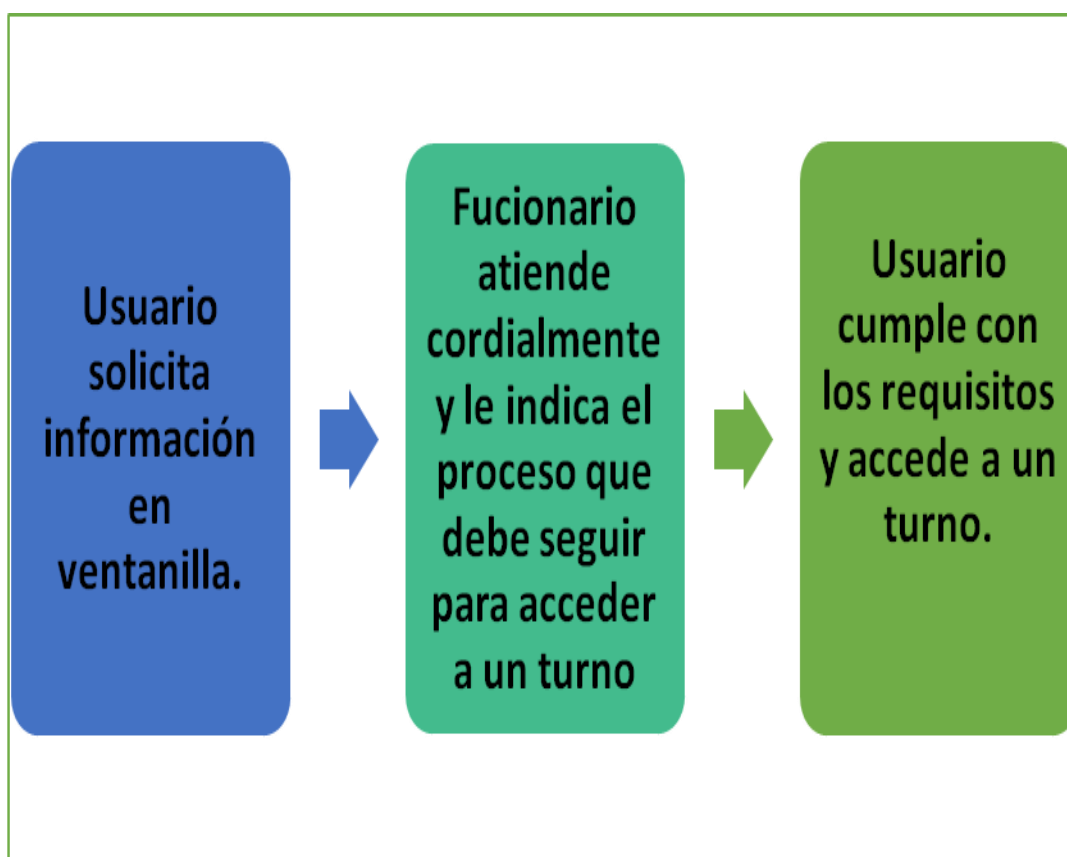 Usuario
solicita
información
en
ventanilla.
Fucionario
atiende
cordialmente
y le indica el
proceso que
debe seguir
para acceder
a un turno
Usuario
cumple con
los requisitos
y accede a un
turno.